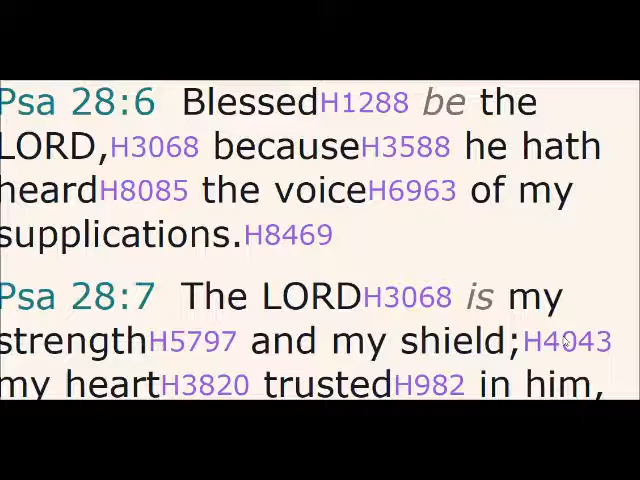 Psa 28:6 BlessedH1288 be the
LORD,H3068 becauseH3588 he hath
heardH8085 the voiceH6963 of my
supplications.H8469
Psa 28:7 The LORDH3068 is my
strengthH5797 and my shield;H4043
my heartH3820 trustedH982 in him,